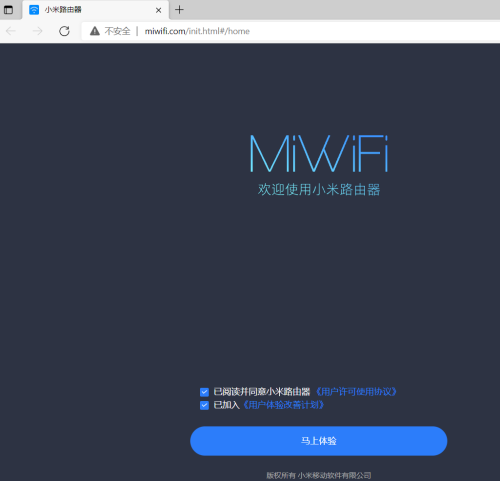 小米路由器
不安全 | miwifi.com/init.html#/home
MiWiFi
欢迎使用小米路由器
已阅读并同意小米路由器 《用户许可使用协议》
已加入《用户体验改善计划》
马上体验
版权所有 小米移动软件有限公司